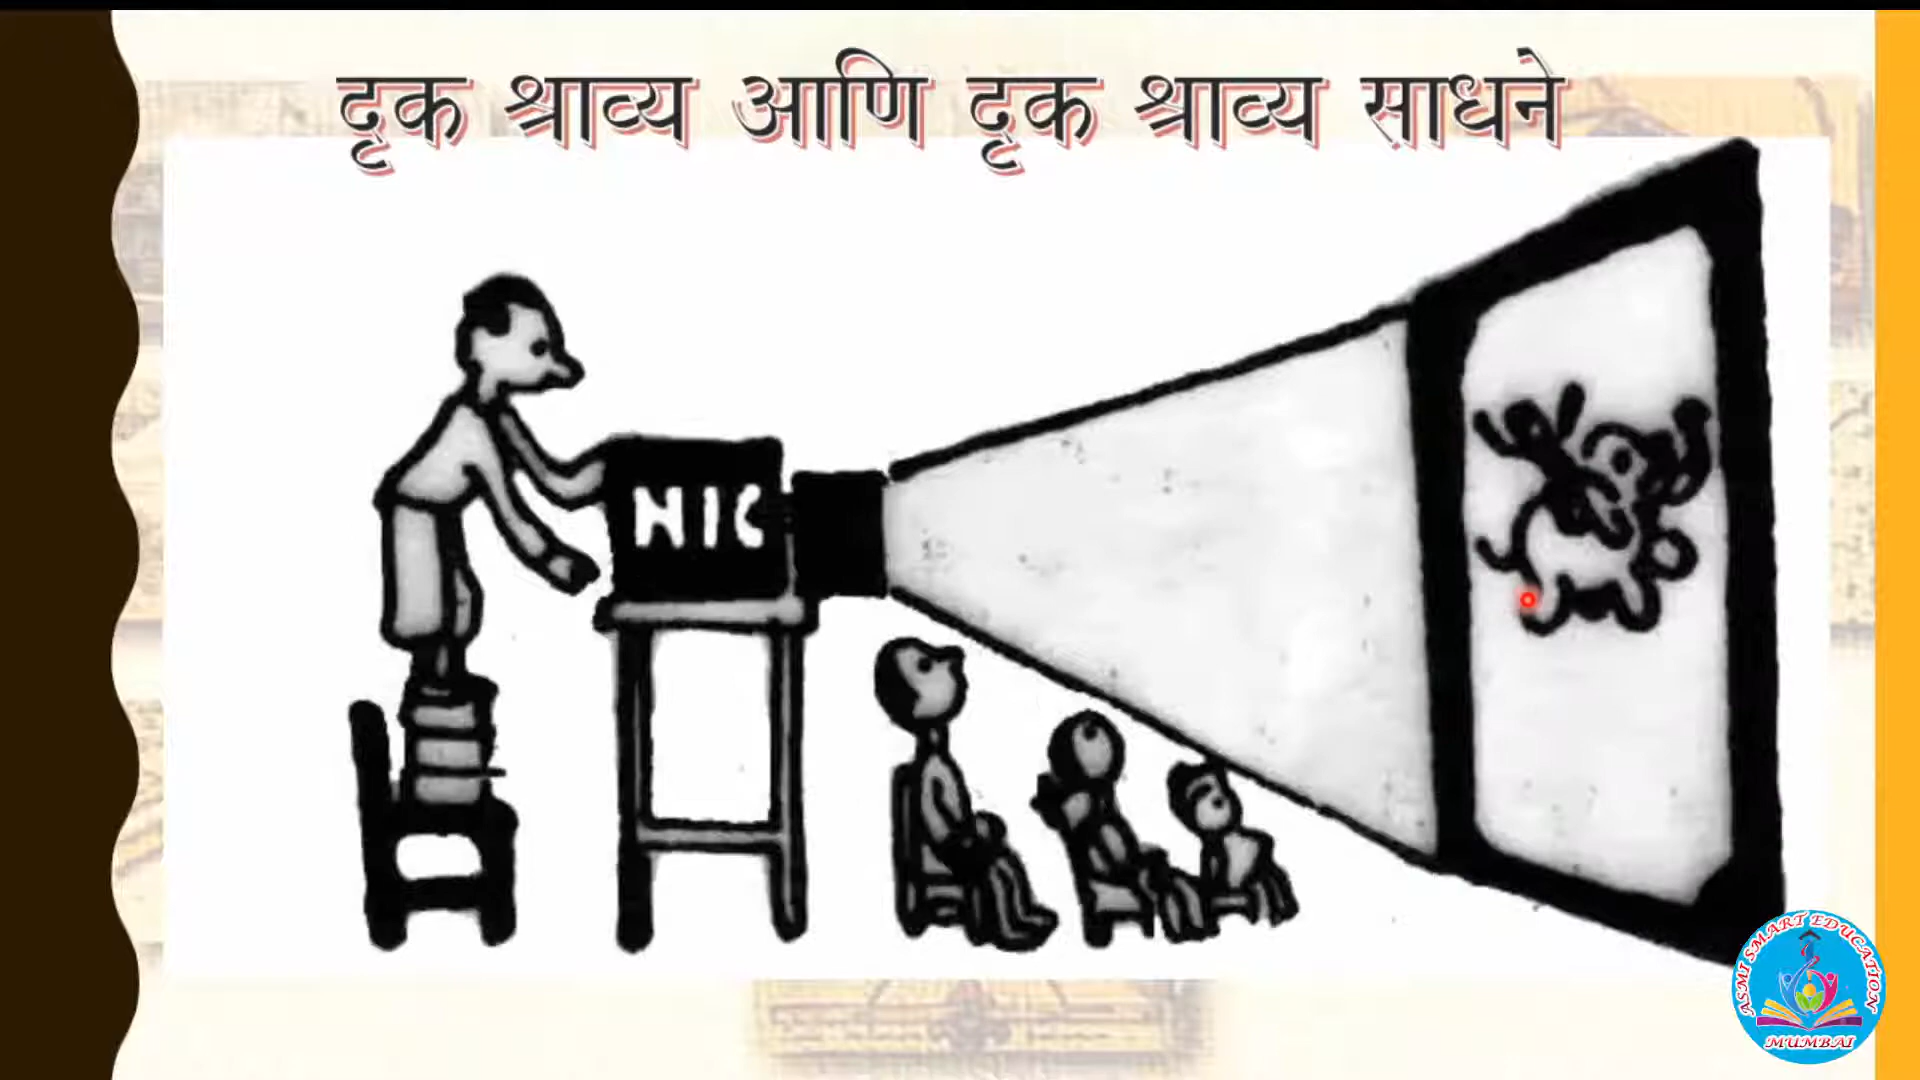 दृक श्राव्य आणि दृक श्राव्य साधने
NIC
ASMI SMART EDUCATION
MUMBAI